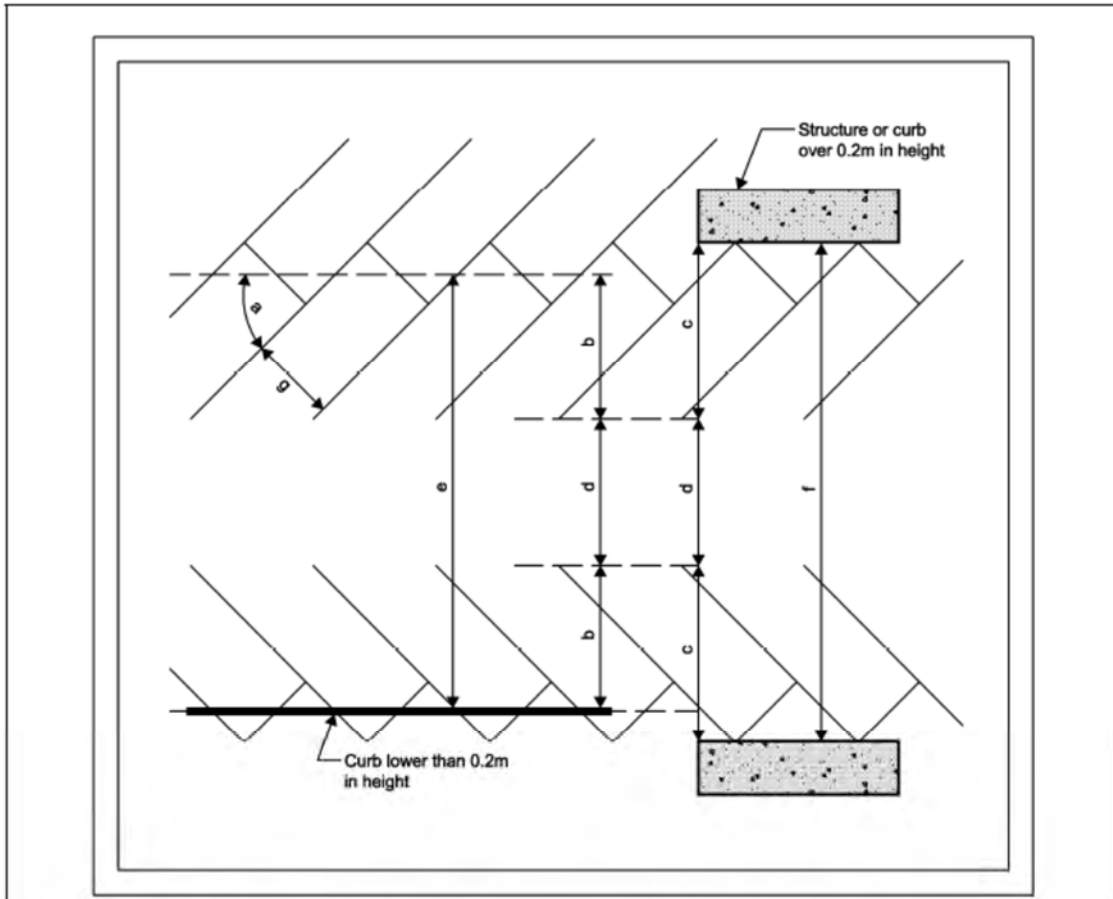 Structure or curb
over 0.2m in height
a
g
b
c
e
d
d
f
b
c
Curb lower than 0.2m
in height